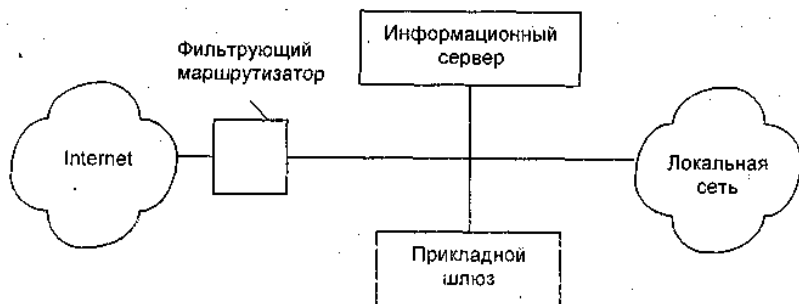 Фильтрующий
маршрутизатор
Информационный
сервер
Internet
Локальная
сеть
Прикладной
шлюз